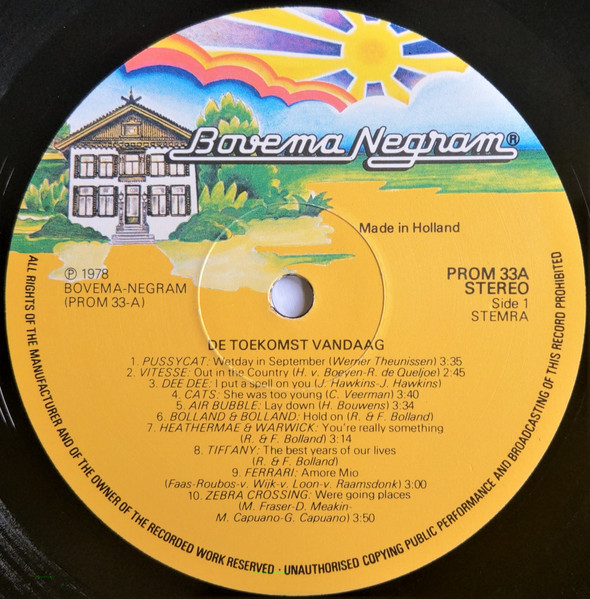 Bovema Negram®
Made in Holland
℗ 1978
BOVEMA-NEGRAM
(PROM 33-A)
PROM 33A
STEREO
Side 1
STEMRA
DE TOEKOMST VANDAAG
1. PUSSYCAT: Wetday in September (Werner Theunissen) 3:35
2. VITESSE: Out in the Country (H. v. Boeyen-R. de Queljoe) 2:45
3. DEE DEE: I put a spell on you (J. Hawkins-J. Hawkins)
4. CATS: She was too young (C. Veerman) 3:40
5. AIR BUBBLE: Lay down (H. Bouwens) 3:34
6. BOLLAND & BOLLAND: Hold on (R. & F. Bolland)
7. HEATHERMAE & WARWICK: You're really something
(R. & F. Bolland) 3:14
8. TIFFANY: The best years of our lives
(R. & F. Bolland)
9. FERRARI: Amore Mio
(Faas-Roubos-v. Wijk-v. Loon-v. Raamsdonk) 3:00
10. ZEBRA CROSSING: Were going places
(M. Fraser-D. Meakin-
M. Capuano-G. Capuano) 3:50
ALL RIGHTS OF THE MANUFACTURER AND OF THE OWNER OF THE RECORDED WORK RESERVED · UNAUTHORISED COPYING PUBLIC PERFORMANCE AND BROADCASTING OF THIS RECORD PROHIBITED